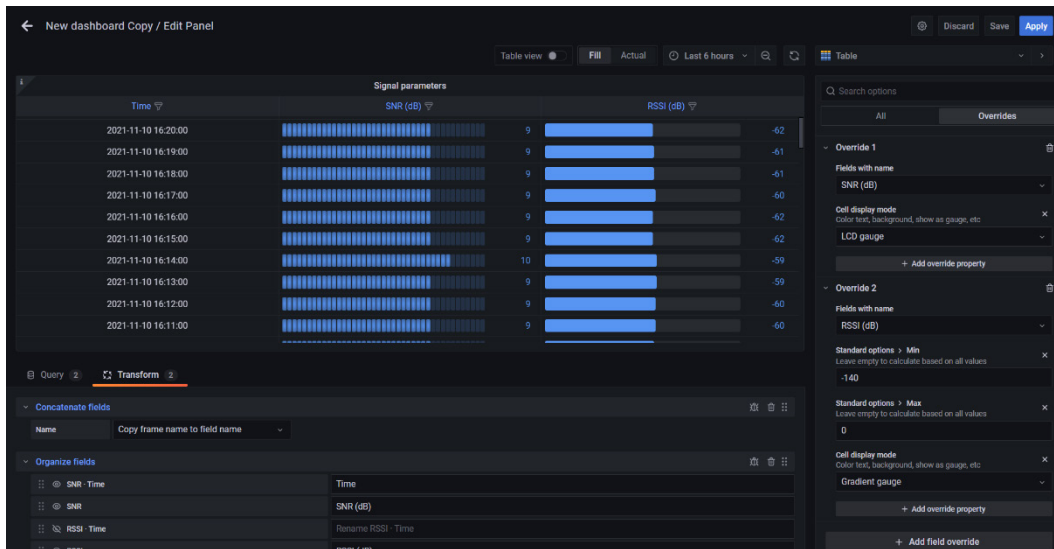 New dashboard Copy / Edit Panel
Discard Save Apply
Table view Fill Actual Last 6 hours
Table
i
Signal parameters
Search options
Time SNR (dB) RSSI (dB)
All Overrides
2021-11-10 16:20:00 9 -62
2021-11-10 16:19:00 9 -61
2021-11-10 16:18:00 9 -61
2021-11-10 16:17:00 9 -60
2021-11-10 16:16:00 9 -62
2021-11-10 16:15:00 9 -62
2021-11-10 16:14:00 10 -59
2021-11-10 16:13:00 9 -59
2021-11-10 16:12:00 9 -60
2021-11-10 16:11:00 9 -60
Override 1
Fields with name
SNR (dB)
Cell display mode
Color text, background, show as gauge, etc
LCD gauge
+ Add override property
Override 2
Fields with name
RSSI (dB)
Standard options > Min
Leave empty to calculate based on all values
-140
Standard options > Max
Leave empty to calculate based on all values
0
Cell display mode
Color text, background, show as gauge, etc
Gradient gauge
+ Add override property
+ Add field override
Query 2 Transform 2
Concatenate fields
Name Copy frame name to field name
Organize fields
SNR · Time Time
SNR SNR (dB)
RSSI · Time Rename RSSI · Time